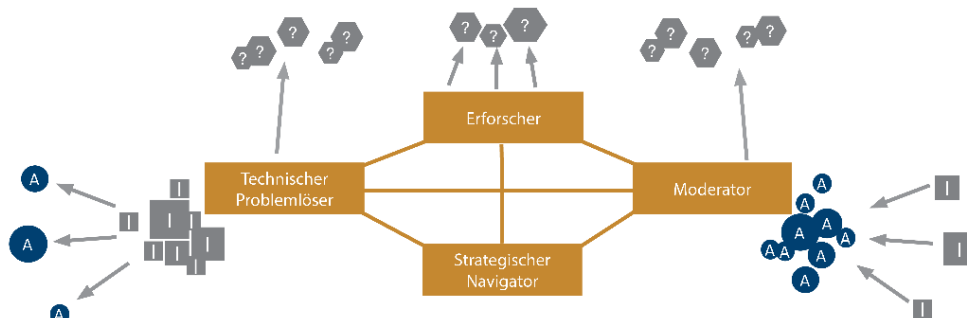 ? ? ? ? ?
? ? ?
? ? ? ? ?
Erforscher
Technischer
Problemlöser
Moderator
Strategischer
Navigator
A
A
A
I
I
I
I
I
I
I
I
A
A
A
A
A
A
A
A
A
I
I
I